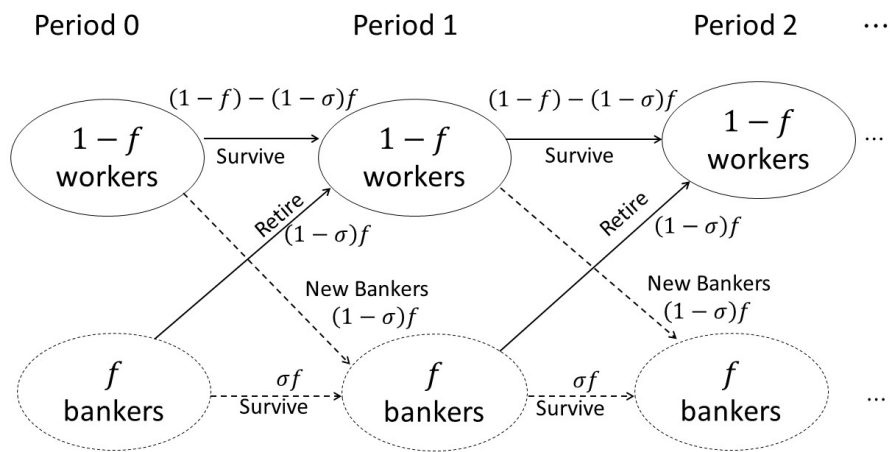 Period 0 Period 1 Period 2 ...
(1 − f) − (1 − σ)f (1 − f) − (1 − σ)f
1 − f 1 − f 1 − f
workers workers workers ...
Survive Survive
Retire Retire
(1 − σ)f (1 − σ)f
New Bankers New Bankers
(1 − σ)f (1 − σ)f
f f f
bankers bankers bankers ...
σf σf
Survive Survive